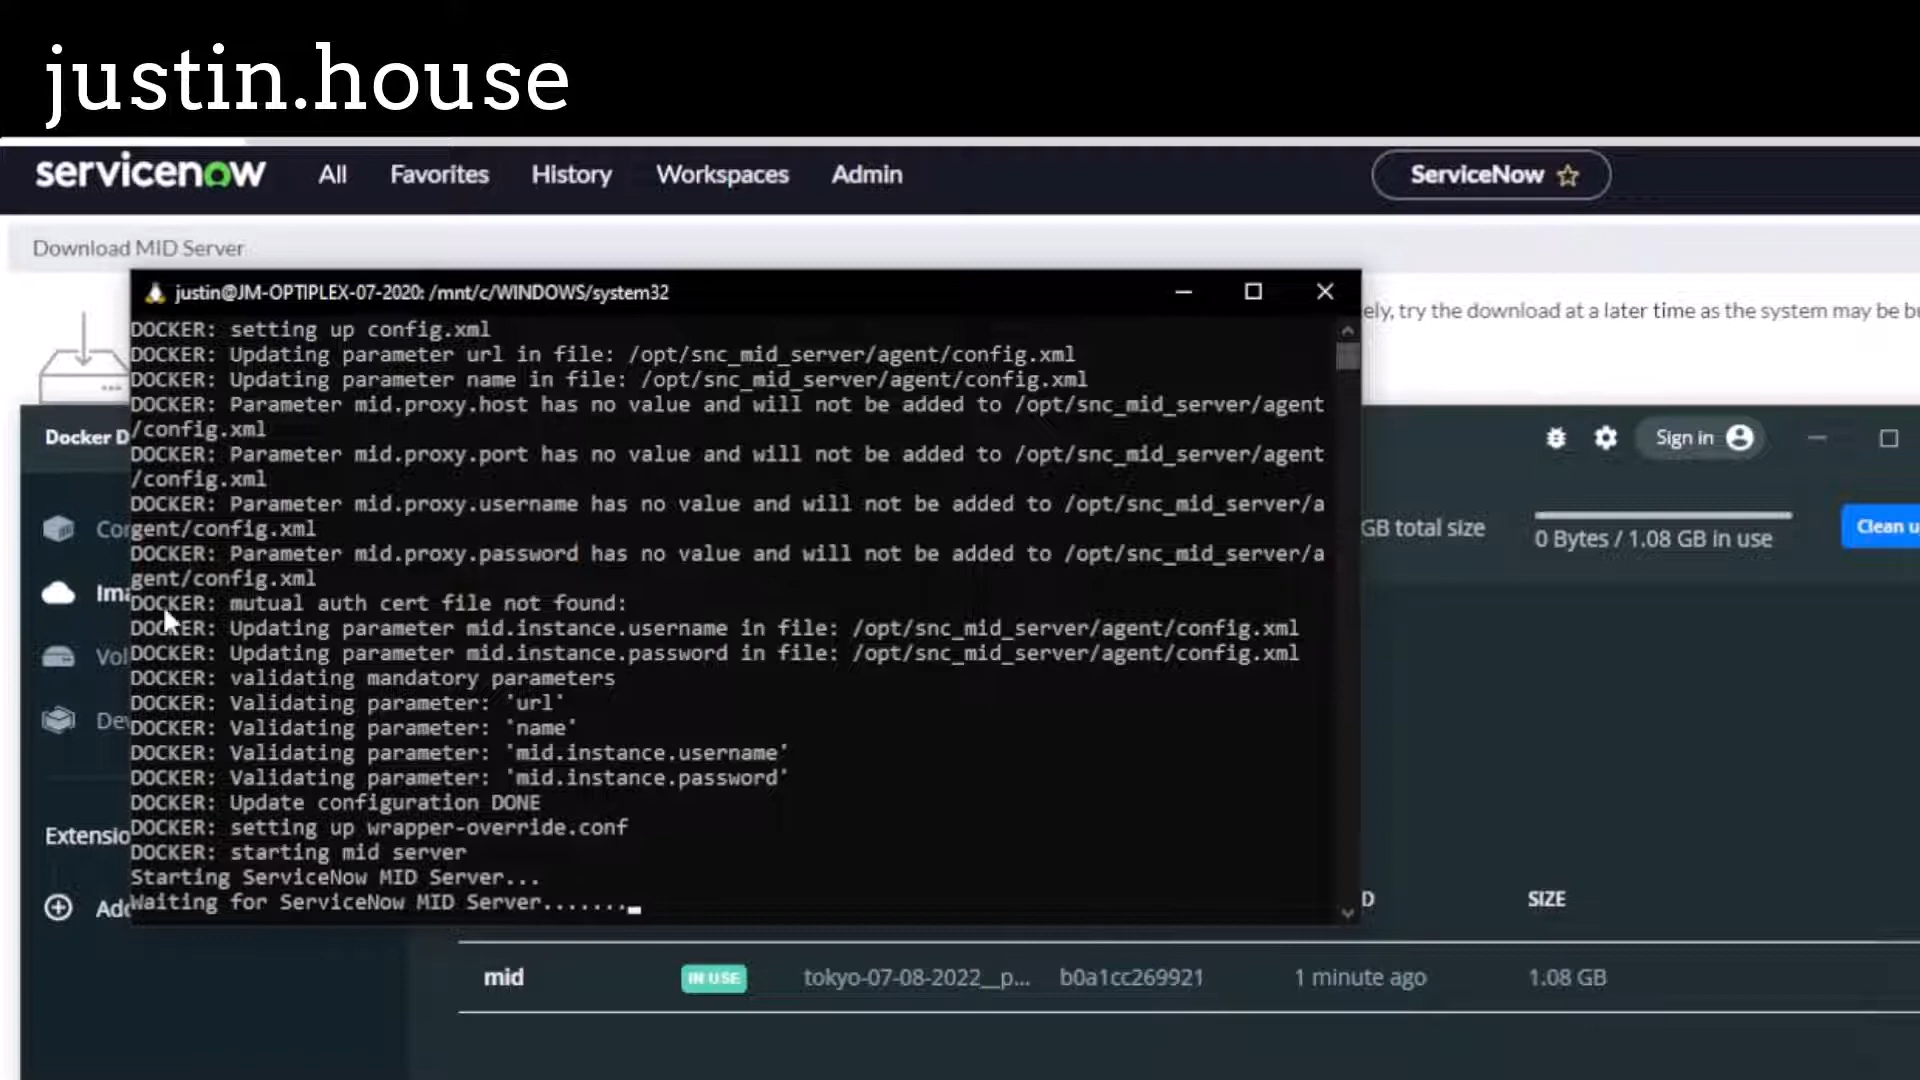 justin.house
servicenow All Favorites History Workspaces Admin ServiceNow
Download MID Server
justin@JM-OPTIPLEX-07-2020: /mnt/c/WINDOWS/system32
ely, try the download at a later time as the system may be bu
DOCKER: setting up config.xml
DOCKER: Updating parameter url in file: /opt/snc_mid_server/agent/config.xml
DOCKER: Updating parameter name in file: /opt/snc_mid_server/agent/config.xml
DOCKER: Parameter mid.proxy.host has no value and will not be added to /opt/snc_mid_server/agent
/config.xml
DOCKER: Parameter mid.proxy.port has no value and will not be added to /opt/snc_mid_server/agent
/config.xml
DOCKER: Parameter mid.proxy.username has no value and will not be added to /opt/snc_mid_server/a
gent/config.xml
DOCKER: Parameter mid.proxy.password has no value and will not be added to /opt/snc_mid_server/a
gent/config.xml
DOCKER: mutual auth cert file not found:
DOCKER: Updating parameter mid.instance.username in file: /opt/snc_mid_server/agent/config.xml
DOCKER: Updating parameter mid.instance.password in file: /opt/snc_mid_server/agent/config.xml
DOCKER: validating mandatory parameters
DOCKER: Validating parameter: 'url'
DOCKER: Validating parameter: 'name'
DOCKER: Validating parameter: 'mid.instance.username'
DOCKER: Validating parameter: 'mid.instance.password'
DOCKER: Update configuration DONE
DOCKER: setting up wrapper-override.conf
DOCKER: starting mid server
Starting ServiceNow MID Server...
Waiting for ServiceNow MID Server.......
Docker D
Sign in
Co
Ima
Vol
Dev
Extensio
Add
GB total size
0 Bytes / 1.08 GB in use
Clean u
D SIZE
mid IN USE tokyo-07-08-2022__p... b0a1cc269921 1 minute ago 1.08 GB